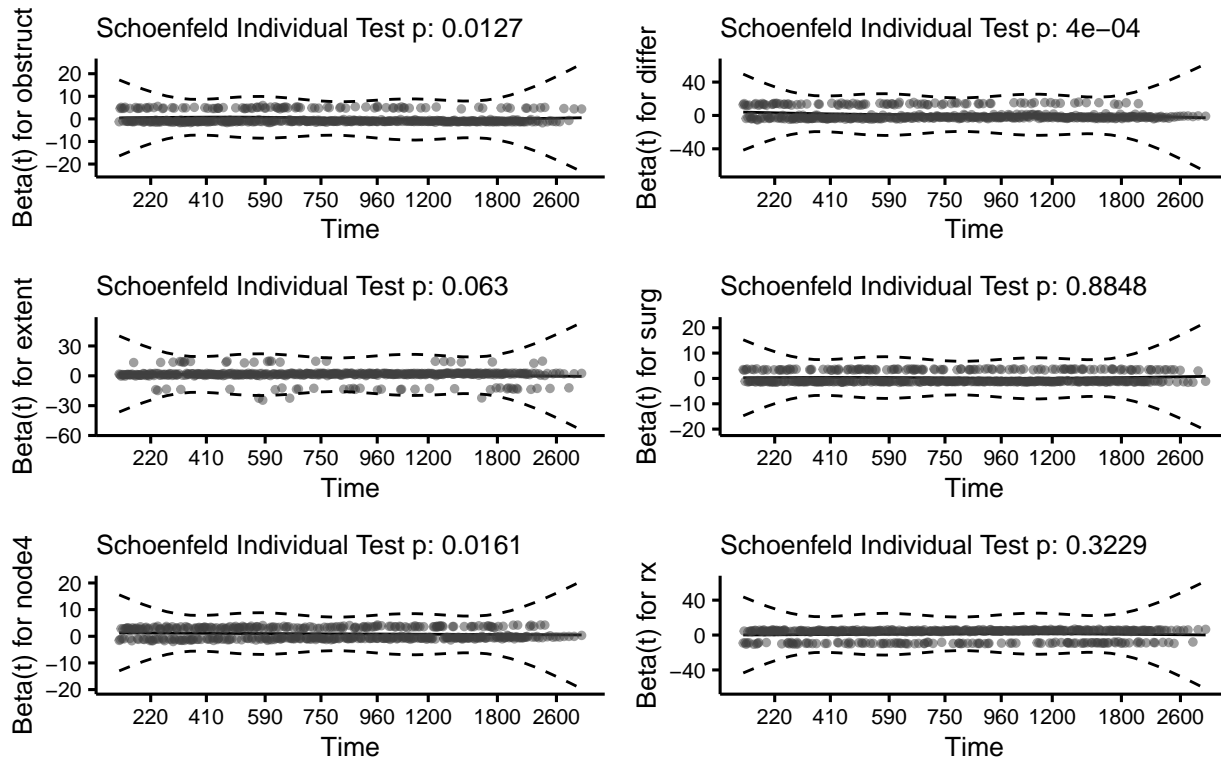 Schoenfeld Individual Test p: 0.0127
Beta(t) for obstruct
20
10
0
−10
−20
220 410 590 750 960 1200 1800 2600
Time
Schoenfeld Individual Test p: 4e−04
Beta(t) for differ
40
0
−40
220 410 590 750 960 1200 1800 2600
Time
Schoenfeld Individual Test p: 0.063
Beta(t) for extent
30
0
−30
−60
220 410 590 750 960 1200 1800 2600
Time
Schoenfeld Individual Test p: 0.8848
Beta(t) for surg
20
10
0
−10
−20
220 410 590 750 960 1200 1800 2600
Time
Schoenfeld Individual Test p: 0.0161
Beta(t) for node4
20
10
0
−10
−20
220 410 590 750 960 1200 1800 2600
Time
Schoenfeld Individual Test p: 0.3229
Beta(t) for rx
40
0
−40
220 410 590 750 960 1200 1800 2600
Time